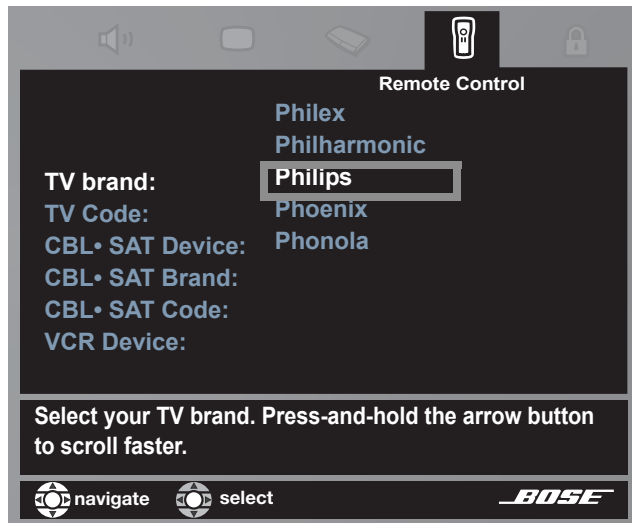 Remote Control
Philex
Philharmonic
TV brand: Philips
TV Code: Phoenix
CBL• SAT Device: Phonola
CBL• SAT Brand:
CBL• SAT Code:
VCR Device:
Select your TV brand. Press-and-hold the arrow button
to scroll faster.
navigate select BOSE